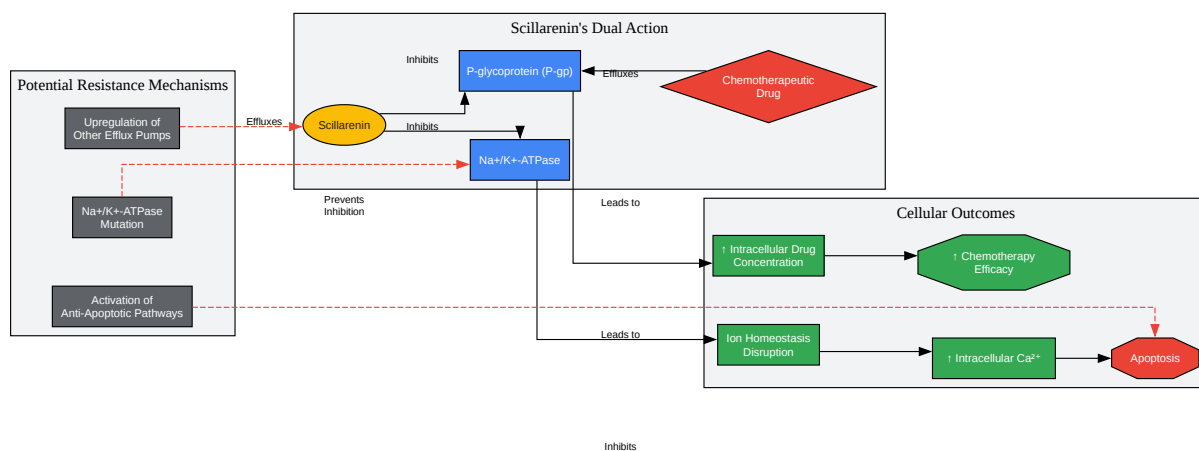 Scillarenin's Dual Action
Inhibits
P-glycoprotein (P-gp)
Effluxes
Chemotherapeutic
Drug
Potential Resistance Mechanisms
Upregulation of
Other Efflux Pumps
Effluxes
Scillarenin
Inhibits
Na+/K+-ATPase
Na+/K+-ATPase
Mutation
Prevents
Inhibition
Leads to
Cellular Outcomes
↑ Intracellular Drug
Concentration
↑ Chemotherapy
Efficacy
Activation of
Anti-Apoptotic Pathways
Leads to
Ion Homeostasis
Disruption
↑ Intracellular Ca²⁺
Apoptosis
Inhibits